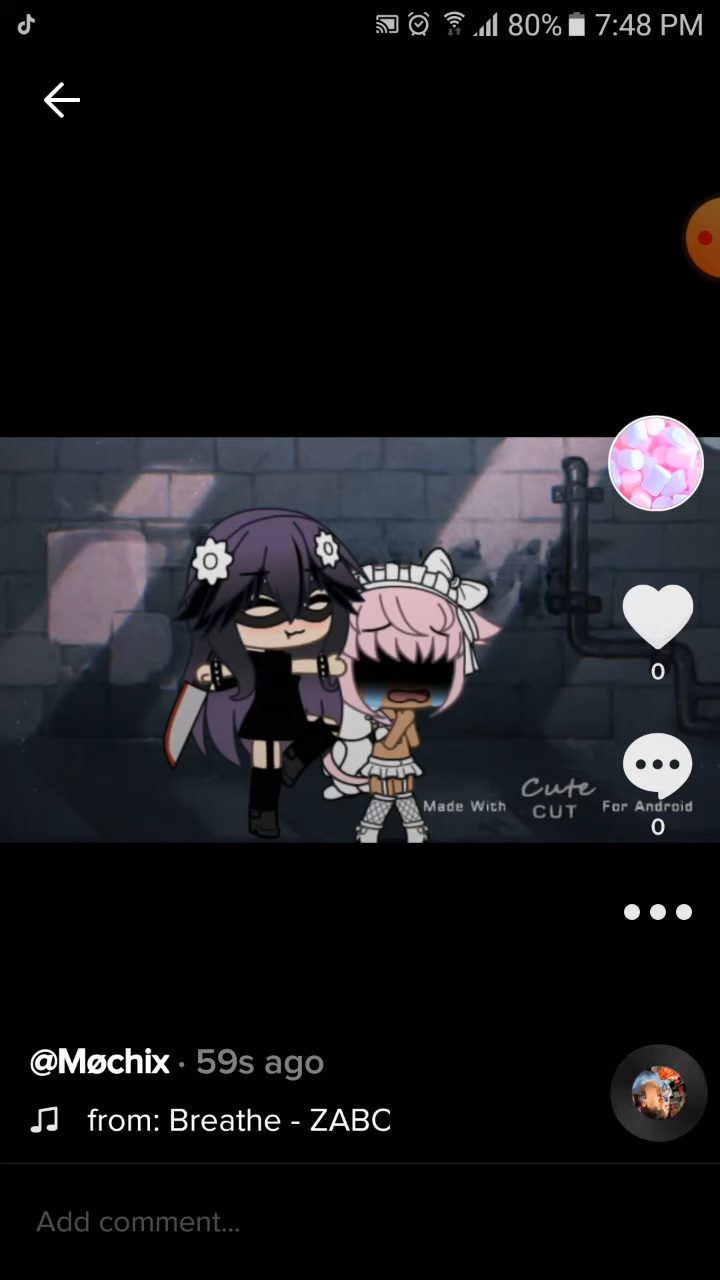 80% 7:48 PM
Made With Cute CUT For Android
0
0
@Møchix · 59s ago
from: Breathe - ZABC
Add comment...